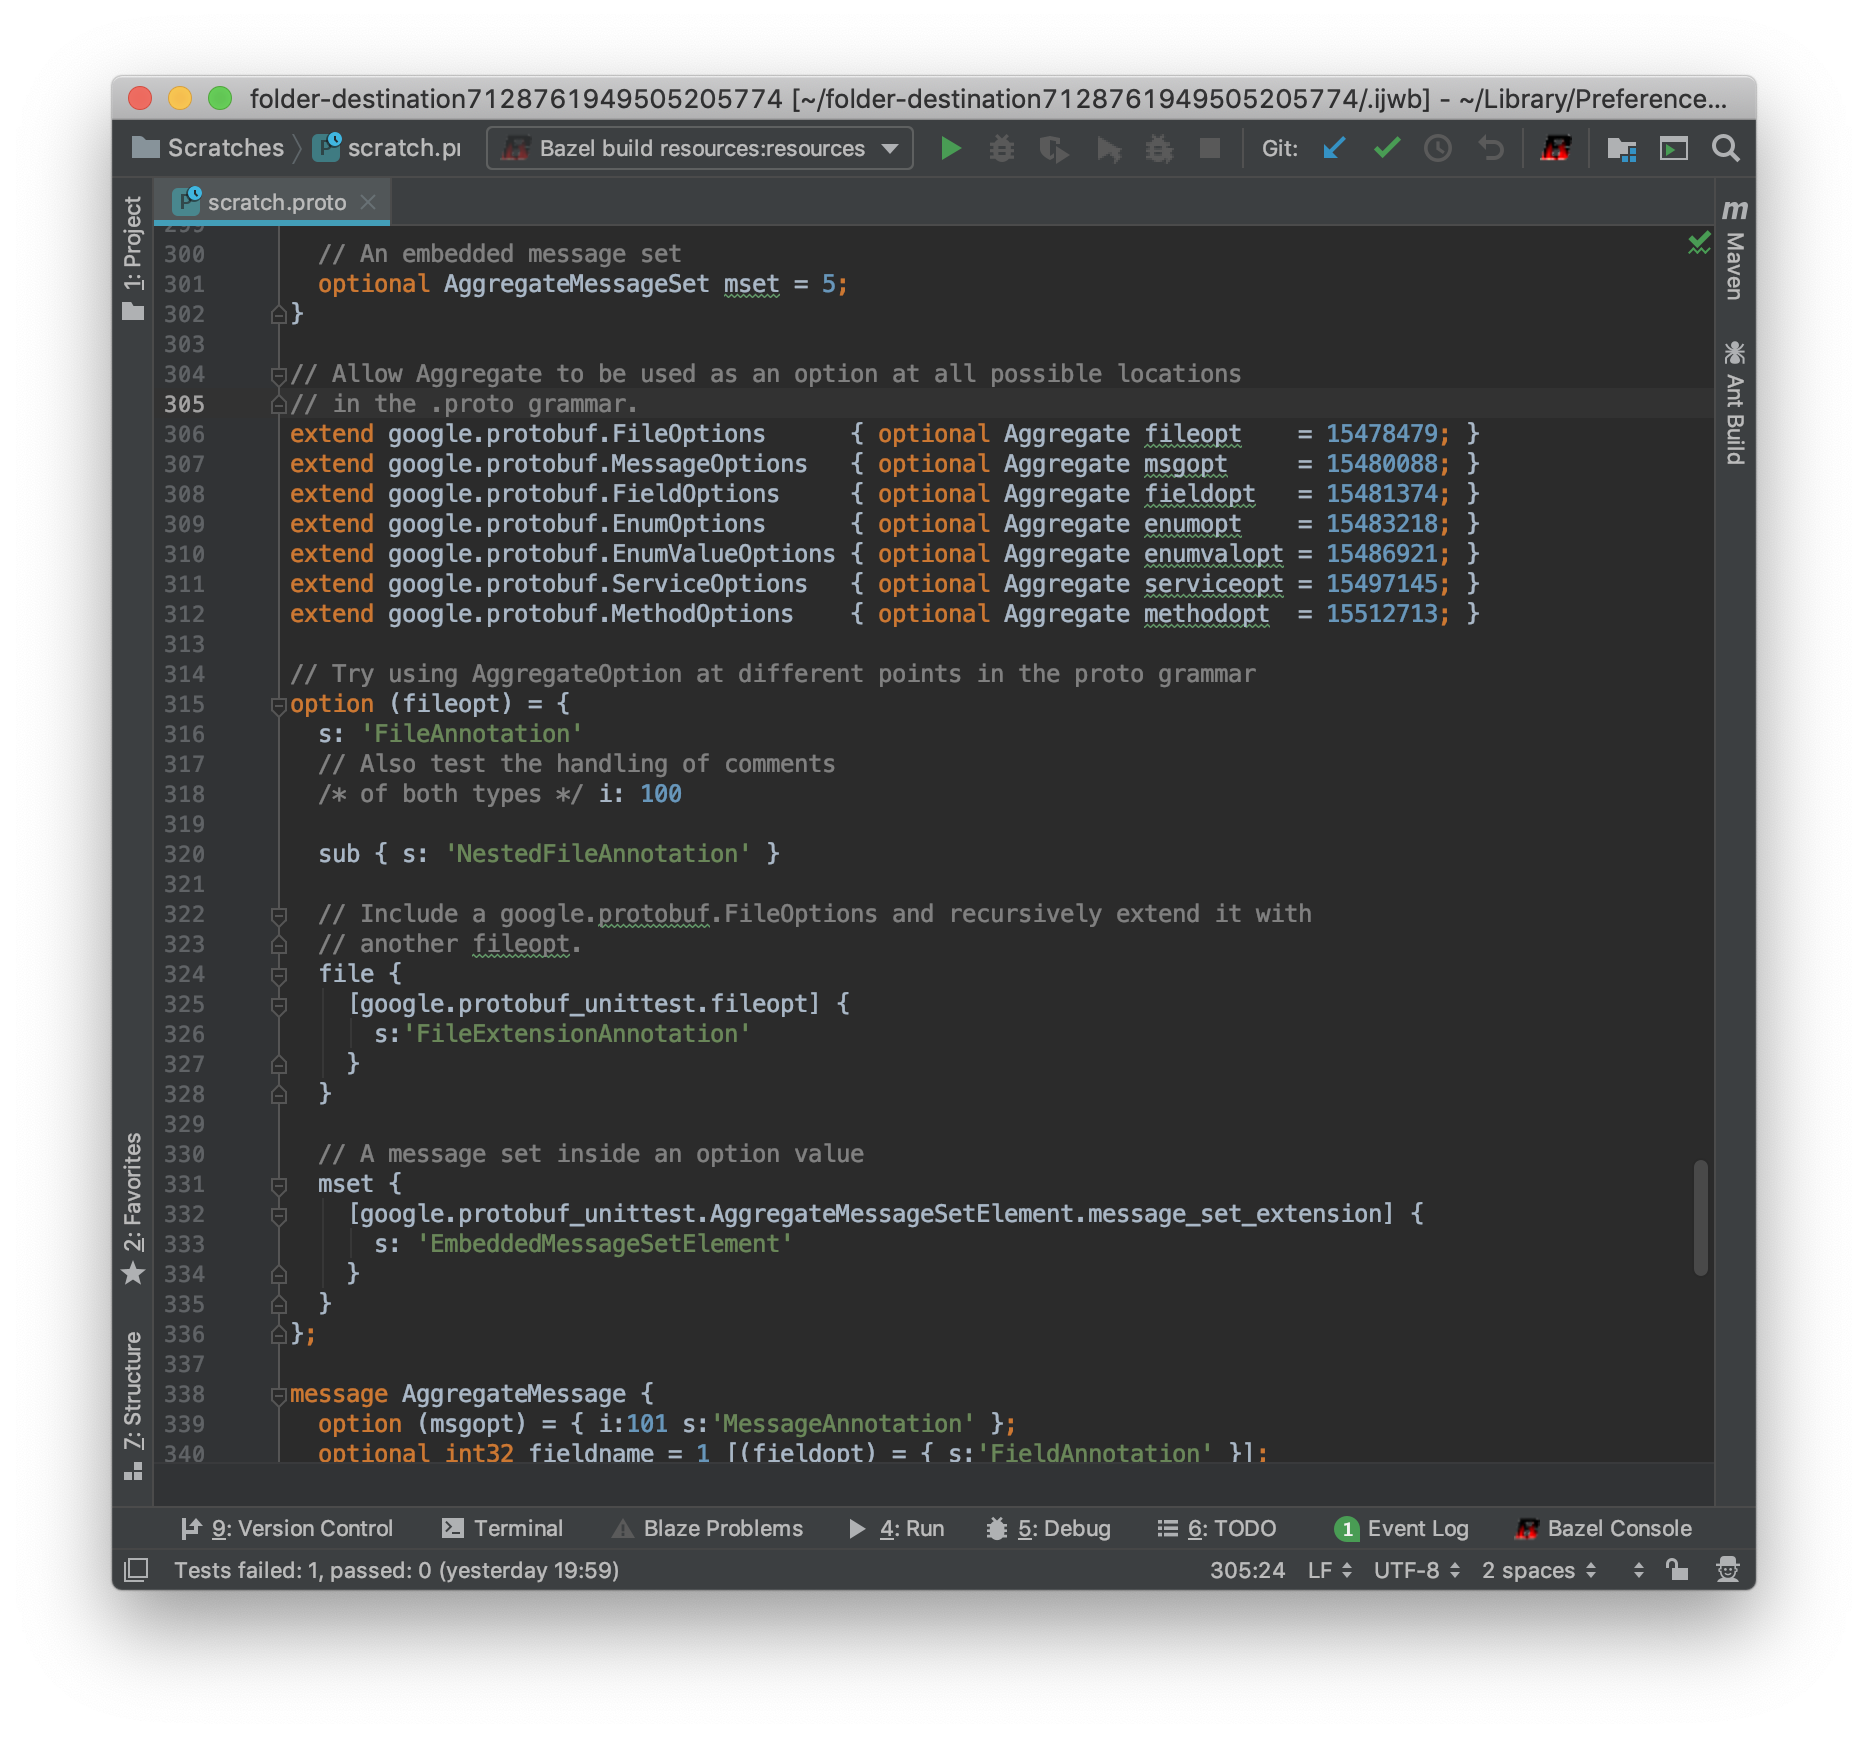 folder-destination7128761949505205774 [~/folder-destination7128761949505205774/.ijwb] - ~/Library/Preference...
Scratches scratch.pr Bazel build resources:resources Git:
scratch.proto
1: Project
2: Favorites
7: Structure
Maven
Ant Build
299
300   // An embedded message set
301   optional AggregateMessageSet mset = 5;
302 }
303
304 // Allow Aggregate to be used as an option at all possible locations
305 // in the .proto grammar.
306 extend google.protobuf.FileOptions      { optional Aggregate fileopt    = 15478479; }
307 extend google.protobuf.MessageOptions   { optional Aggregate msgopt     = 15480088; }
308 extend google.protobuf.FieldOptions     { optional Aggregate fieldopt   = 15481374; }
309 extend google.protobuf.EnumOptions      { optional Aggregate enumopt    = 15483218; }
310 extend google.protobuf.EnumValueOptions { optional Aggregate enumvalopt = 15486921; }
311 extend google.protobuf.ServiceOptions   { optional Aggregate serviceopt = 15497145; }
312 extend google.protobuf.MethodOptions    { optional Aggregate methodopt  = 15512713; }
313
314 // Try using AggregateOption at different points in the proto grammar
315 option (fileopt) = {
316   s: 'FileAnnotation'
317   // Also test the handling of comments
318   /* of both types */ i: 100
319
320   sub { s: 'NestedFileAnnotation' }
321
322   // Include a google.protobuf.FileOptions and recursively extend it with
323   // another fileopt.
324   file {
325     [google.protobuf_unittest.fileopt] {
326       s:'FileExtensionAnnotation'
327     }
328   }
329
330   // A message set inside an option value
331   mset {
332     [google.protobuf_unittest.AggregateMessageSetElement.message_set_extension] {
333       s: 'EmbeddedMessageSetElement'
334     }
335   }
336 };
337
338 message AggregateMessage {
339   option (msgopt) = { i:101 s:'MessageAnnotation' };
340   optional int32 fieldname = 1 [(fieldopt) = { s:'FieldAnnotation' }];
9: Version Control Terminal Blaze Problems 4: Run 5: Debug 6: TODO 1 Event Log Bazel Console
Tests failed: 1, passed: 0 (yesterday 19:59) 305:24 LF UTF-8 2 spaces